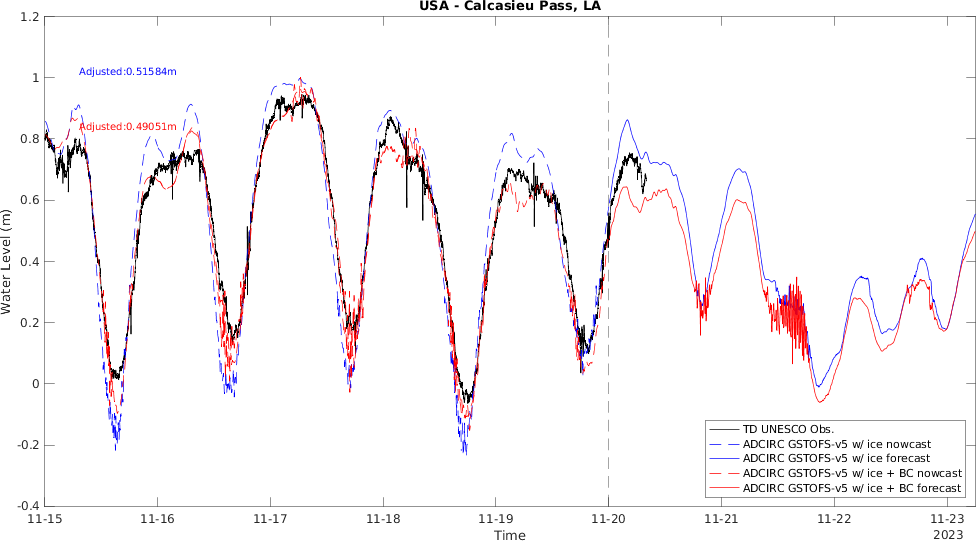 USA - Calcasieu Pass, LA
1.2
1
0.8
0.6
0.4
0.2
0
-0.2
-0.4
Water Level (m)
Adjusted:0.51584m
Adjusted:0.49051m
TD UNESCO Obs.
ADCIRC GSTOFS-v5 w/ ice nowcast
ADCIRC GSTOFS-v5 w/ ice forecast
ADCIRC GSTOFS-v5 w/ ice + BC nowcast
ADCIRC GSTOFS-v5 w/ ice + BC forecast
11-15 11-16 11-17 11-18 11-19 11-20 11-21 11-22 11-23
Time
2023